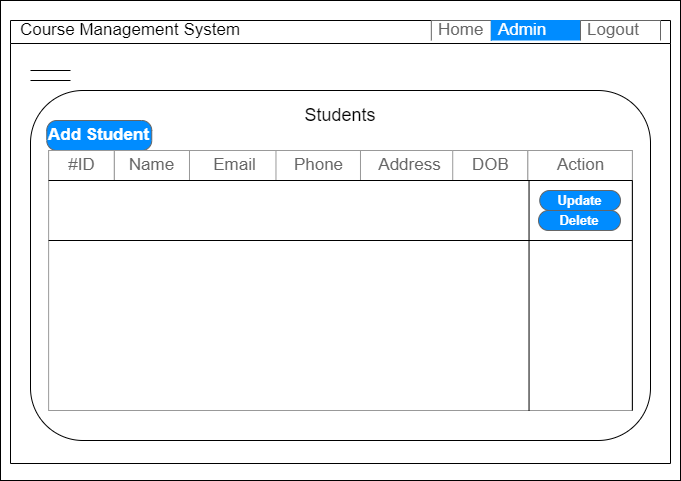 Course Management System Home Admin Logout
Students
Add Student
#ID Name Email Phone Address DOB Action
Update
Delete